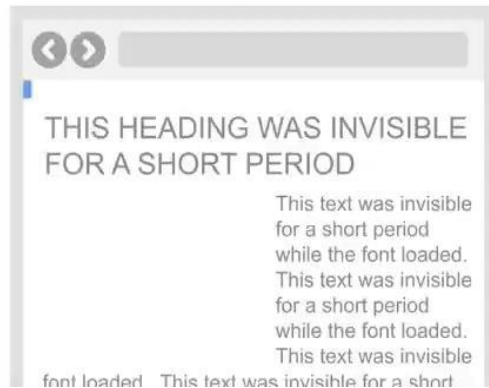 THIS HEADING WAS INVISIBLE
FOR A SHORT PERIOD
This text was invisible
for a short period
while the font loaded.
This text was invisible
for a short period
while the font loaded.
This text was invisible
font loaded. This text was invisible for a short